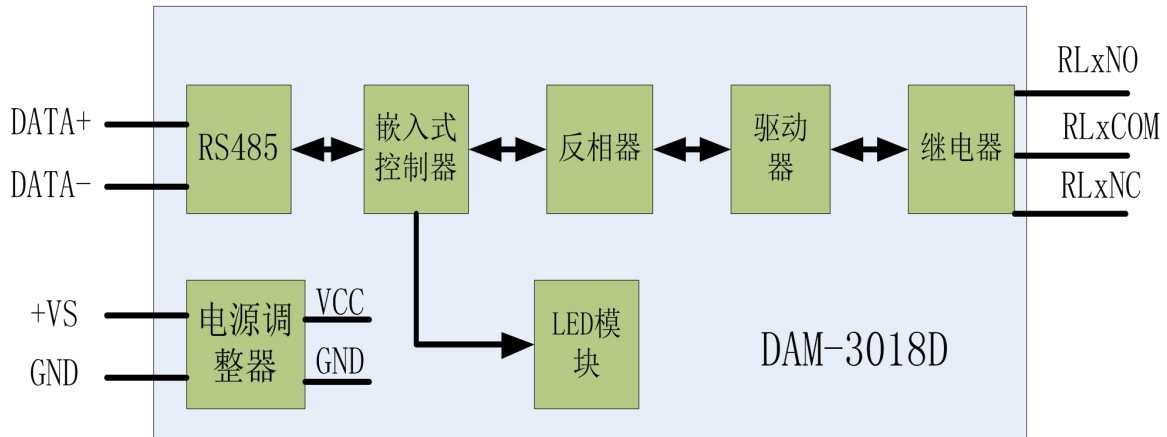 RLxNO
DATA+
RS485
嵌入式
控制器
反相器
驱动
器
继电器
RLxCOM
DATA-
RLxNC
+VS
电源调
整器
VCC
LED模
块
DAM-3018D
GND
GND